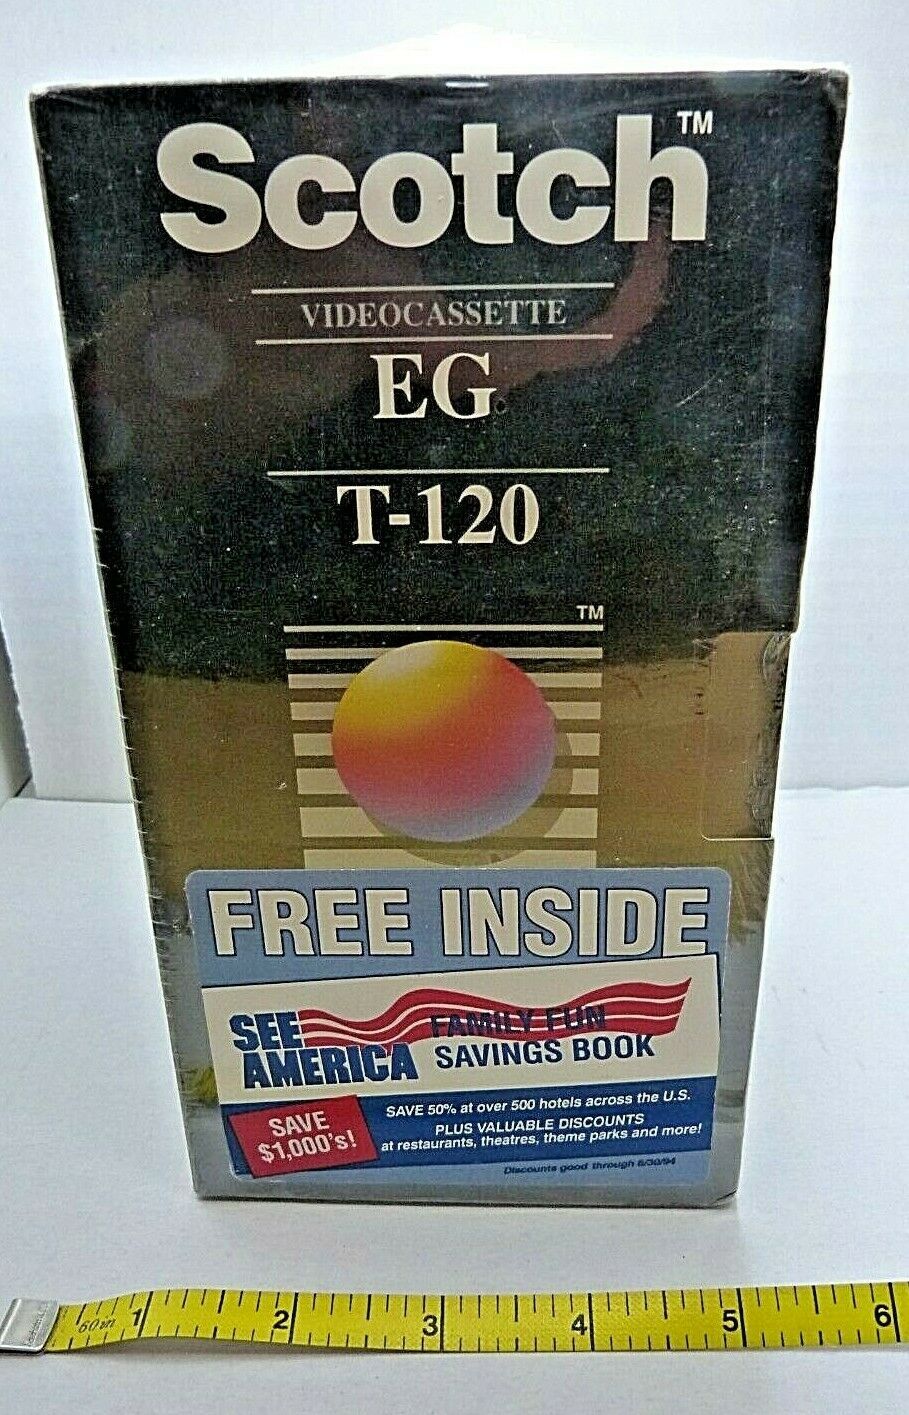 Scotch™
VIDEOCASSETTE
EG
T-120
™
FREE INSIDE
SEE
AMERICA
FAMILY FUN
SAVINGS BOOK
SAVE
$1,000's!
SAVE 50% at over 500 hotels across the U.S.
PLUS VALUABLE DISCOUNTS
at restaurants, theatres, theme parks and more!
Discounts good through 6/30/94
1 2 3 4 5 6